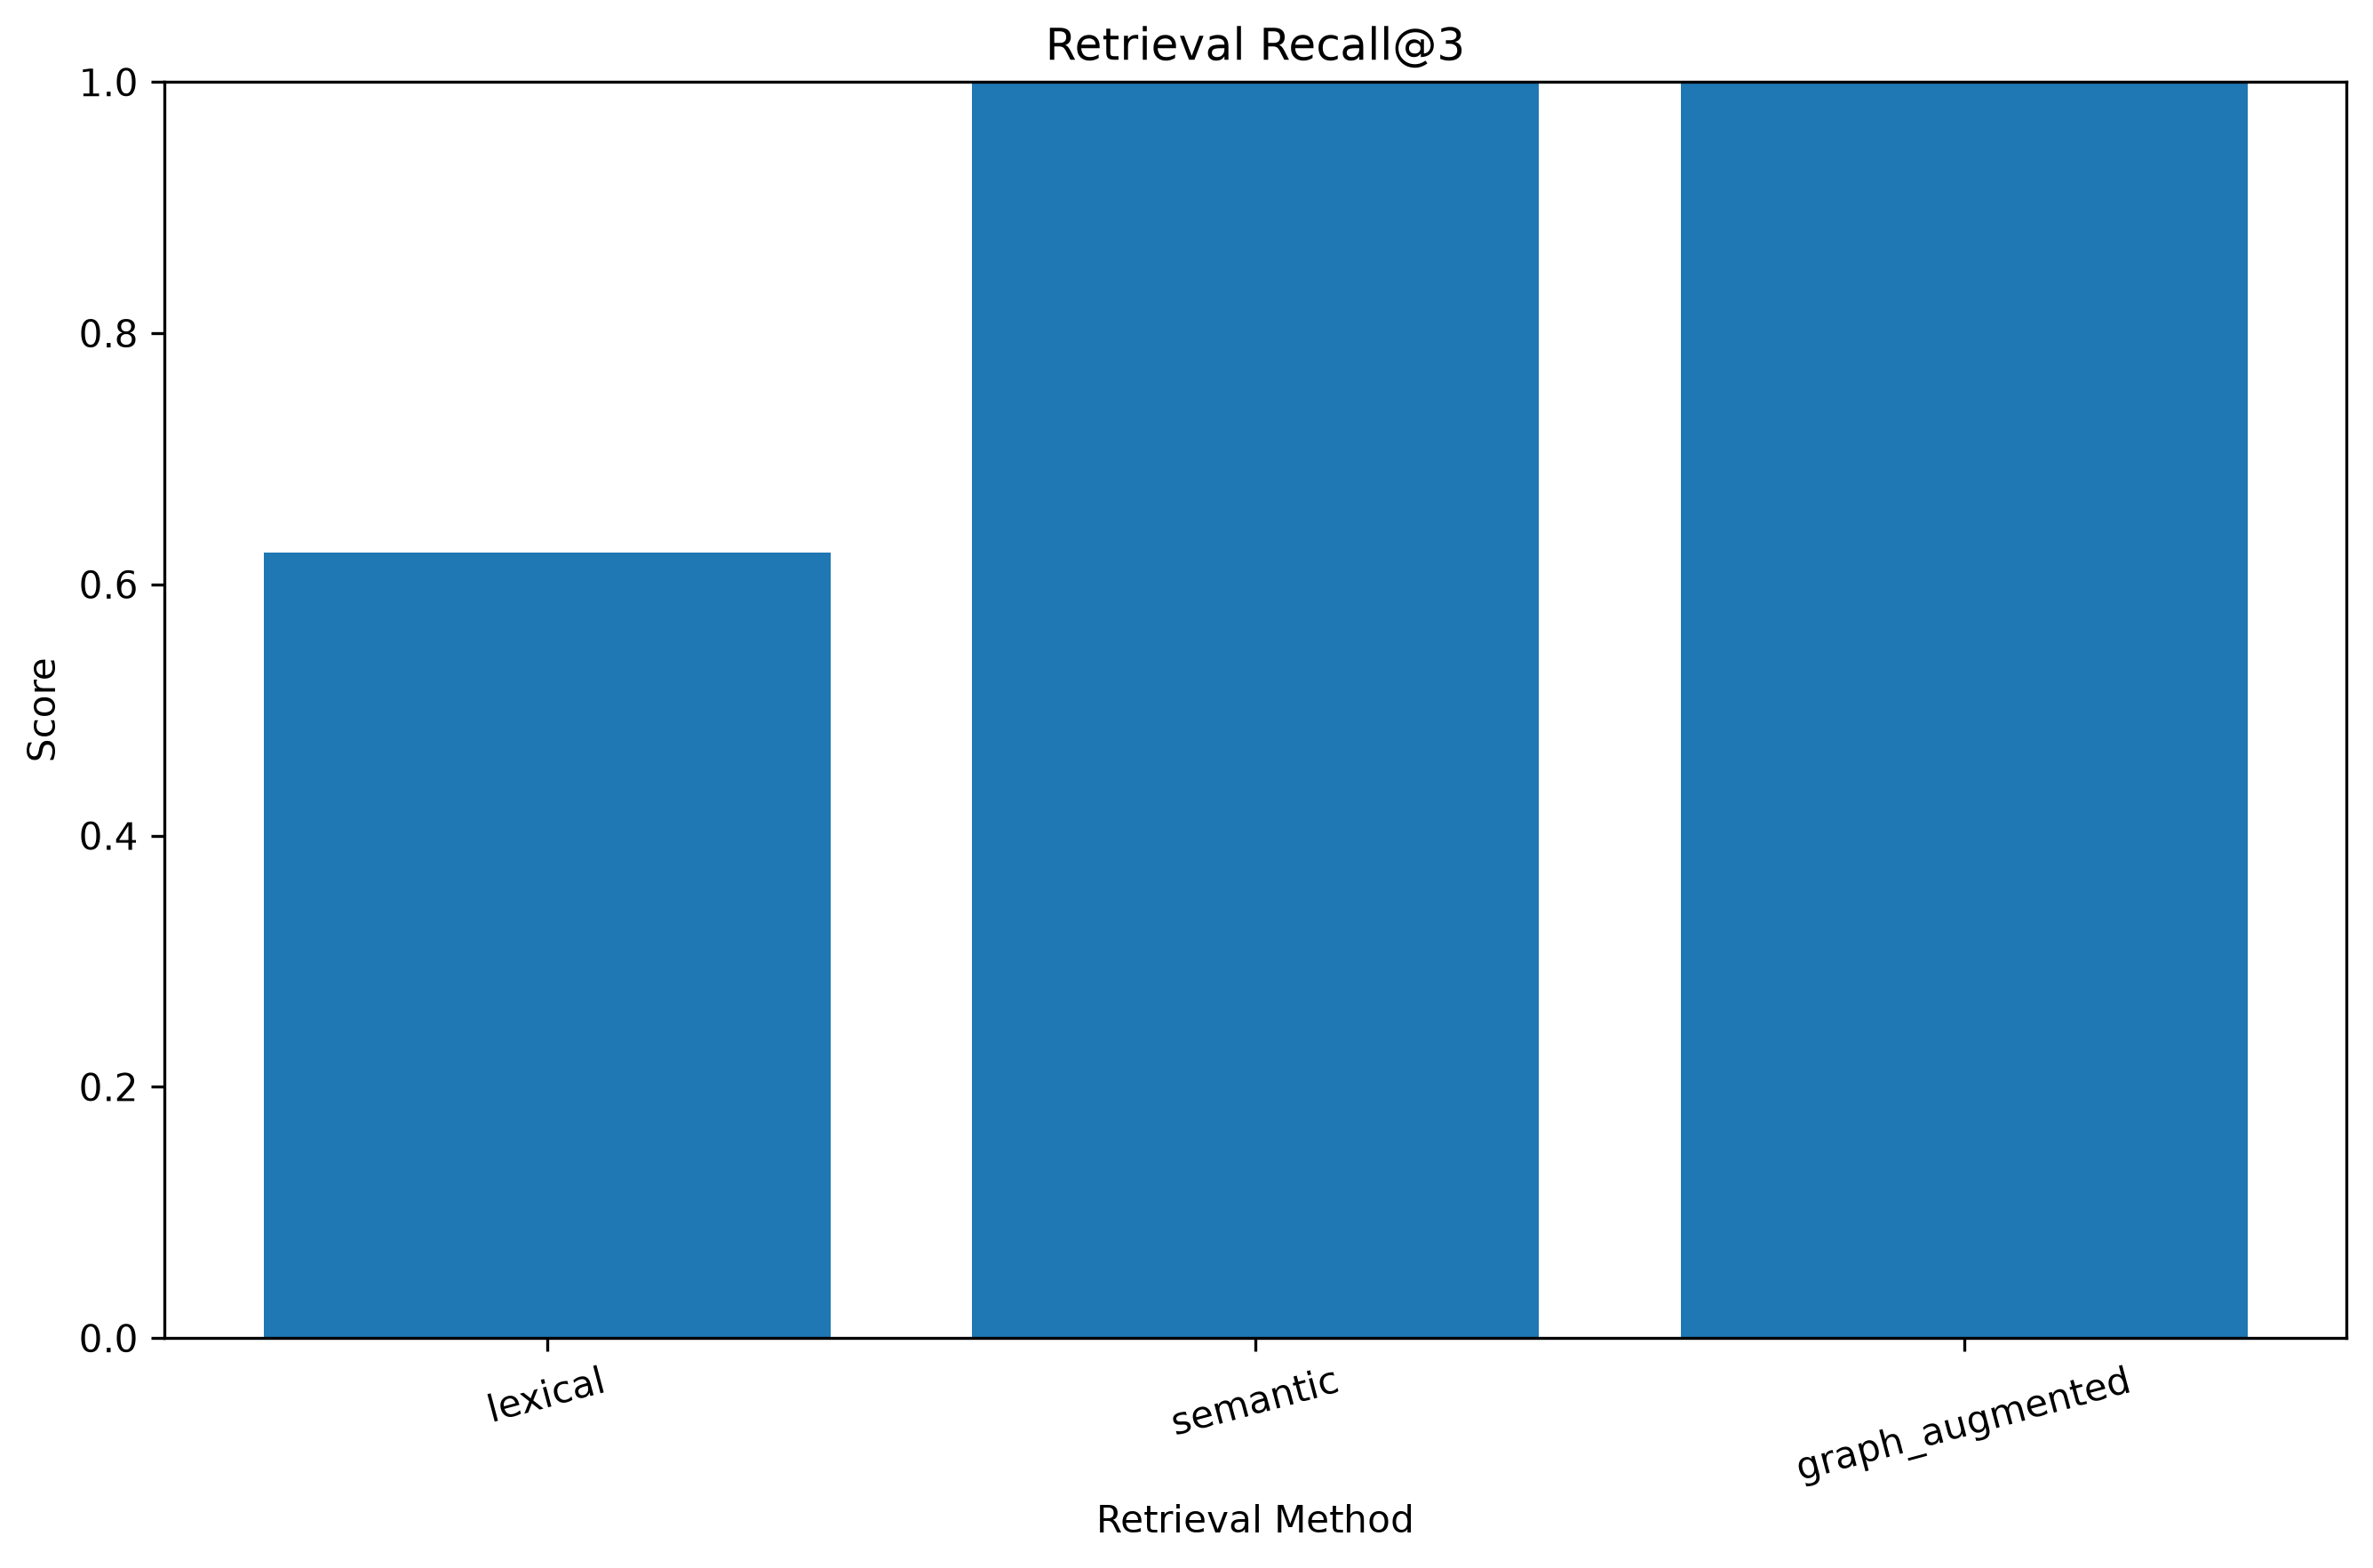 Retrieval Recall@3
1.0
0.8
0.6
0.4
0.2
0.0
Score
lexical
semantic
graph_augmented
Retrieval Method